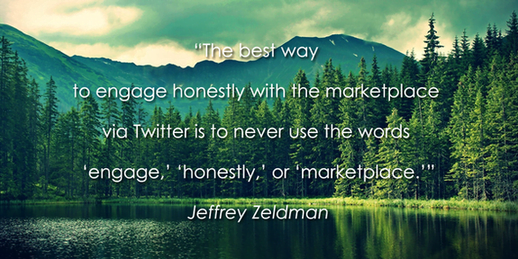 “The best way
to engage honestly with the marketplace
via Twitter is to never use the words
‘engage,’ ‘honestly,’ or ‘marketplace.’”
Jeffrey Zeldman